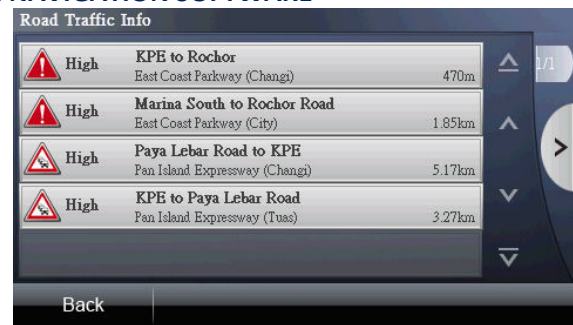 NAVIGATION SOFTWARE
Road Traffic Info
1/1
High
KPE to Rochor
East Coast Parkway (Changi)
470m
High
Marina South to Rochor Road
East Coast Parkway (City)
1.85km
High
Paya Lebar Road to KPE
Pan Island Expressway (Changi)
5.17km
High
KPE to Paya Lebar Road
Pan Island Expressway (Tuas)
3.27km
Back